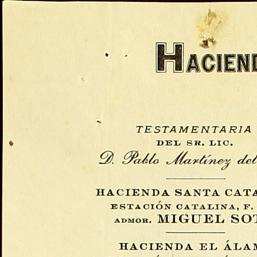 HACIEND
TESTAMENTARIA
DEL SR. LIC.
D. Pablo Martínez del
HACIENDA SANTA CATA
ESTACIÓN CATALINA, F.
ADMOR. MIGUEL SOT
HACIENDA EL ÁLAM